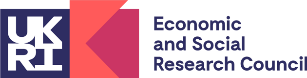 UK
RI
Economic
and Social
Research Council